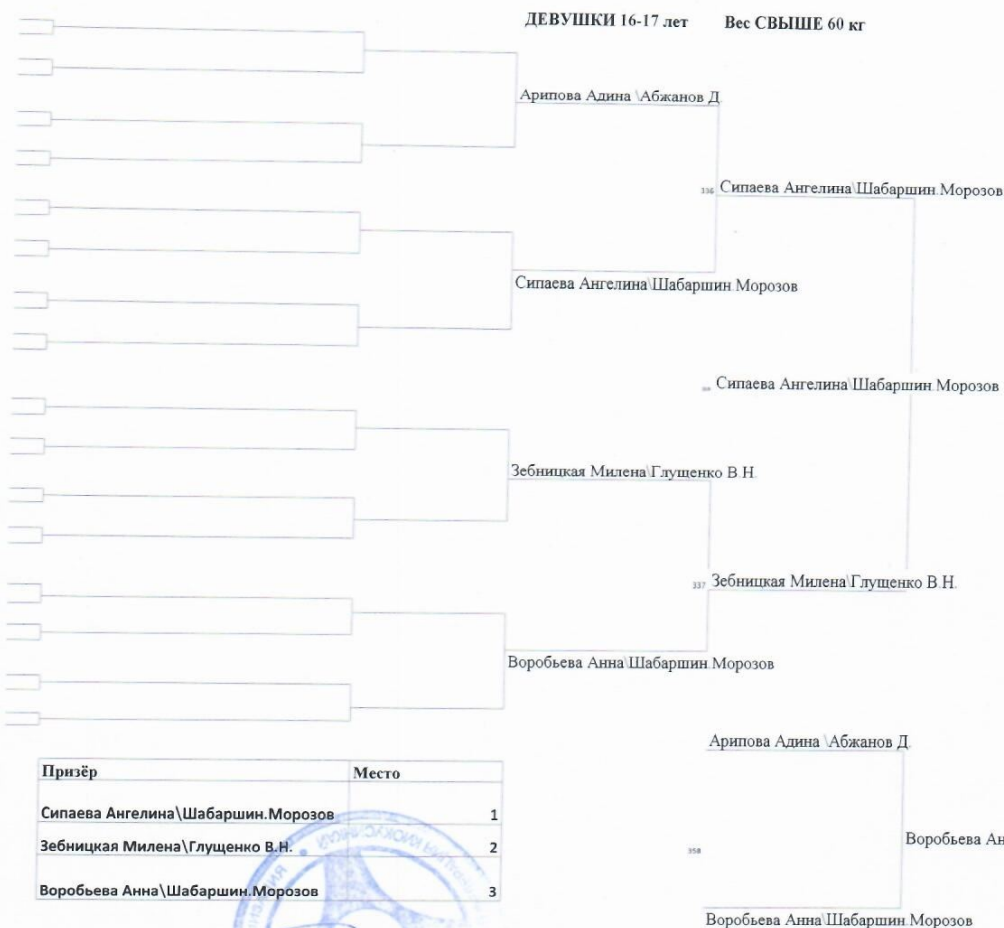 ДЕВУШКИ 16-17 лет Вес СВЫШЕ 60 кг
Арипова Адина \Абжанов Д.
336 Сипаева Ангелина\Шабаршин.Морозов
Сипаева Ангелина\Шабаршин.Морозов
Сипаева Ангелина\Шабаршин.Морозов
Зебницкая Милена\Глущенко В.Н.
337 Зебницкая Милена\Глущенко В.Н.
Воробьева Анна\Шабаршин.Морозов
Арипова Адина \Абжанов Д.
358
Воробьева Ан
Воробьева Анна\Шабаршин.Морозов
Призёр Место
Сипаева Ангелина\Шабаршин.Морозов 1
Зебницкая Милена\Глущенко В.Н. 2
Воробьева Анна\Шабаршин.Морозов 3